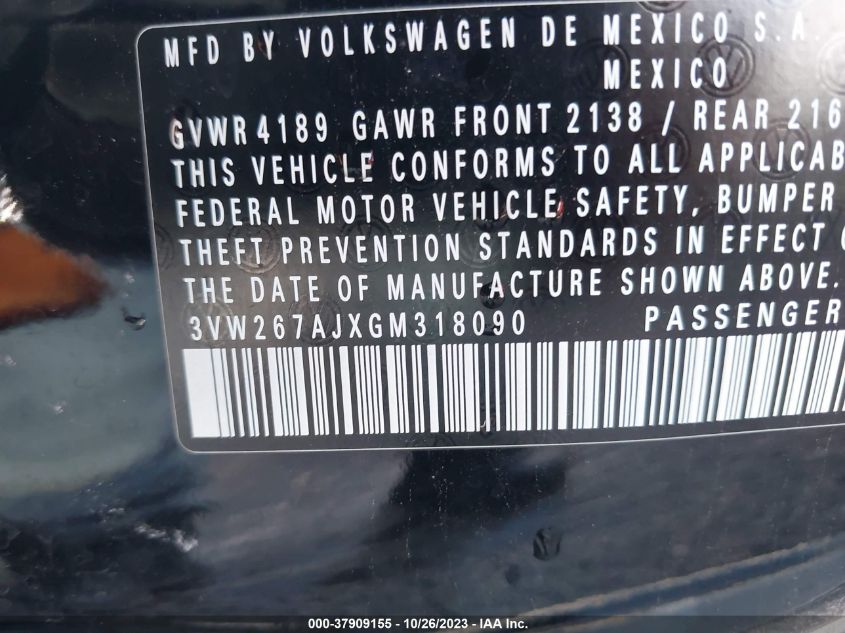 MFD BY VOLKSWAGEN DE MEXICO S.A.
MEXICO
GVWR 4189 GAWR FRONT 2138 / REAR 216
THIS VEHICLE CONFORMS TO ALL APPLICAB
FEDERAL MOTOR VEHICLE SAFETY, BUMPER
THEFT PREVENTION STANDARDS IN EFFECT
THE DATE OF MANUFACTURE SHOWN ABOVE.
3VW267AJXGM318090 PASSENGER
000-37909155 - 10/26/2023 - IAA Inc.